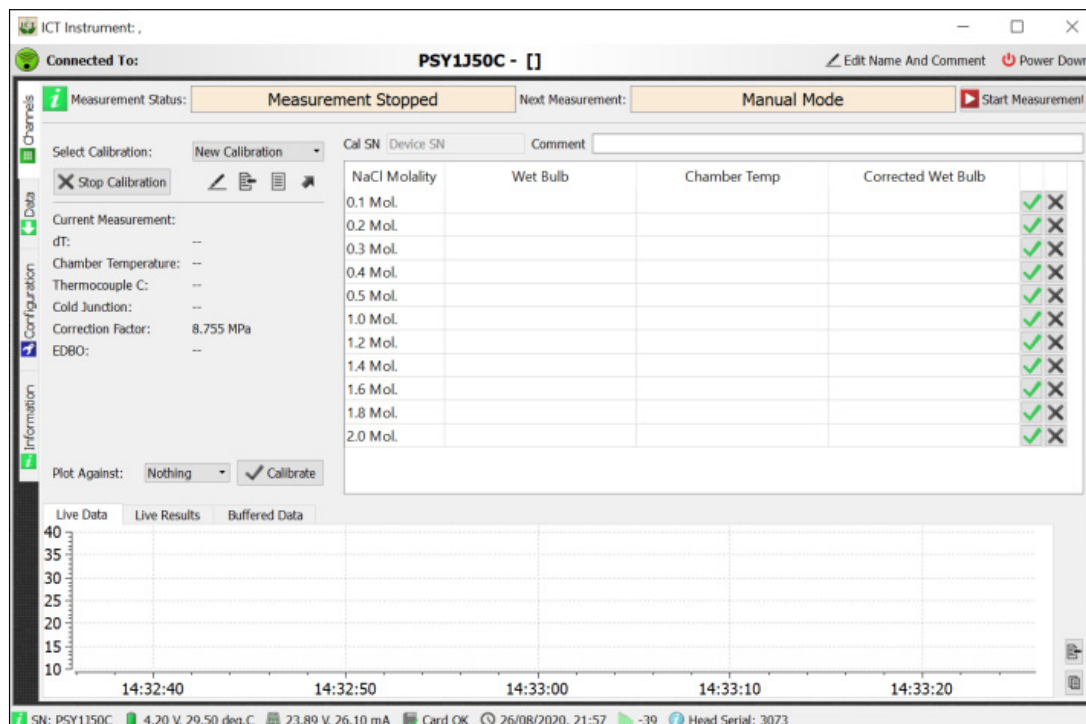 ICT Instrument: ,
Connected To: PSY1J50C - [] Edit Name And Comment Power Down
Measurement Status: Measurement Stopped Next Measurement: Manual Mode Start Measurement
Channels
Data
Configuration
Information
Select Calibration: New Calibration
Stop Calibration
Current Measurement:
dT: --
Chamber Temperature: --
Thermocouple C: --
Cold Junction: --
Correction Factor: 8.755 MPa
EDBO: --
Plot Against: Nothing Calibrate
Cal SN Device SN Comment
NaCl Molality Wet Bulb Chamber Temp Corrected Wet Bulb
0.1 Mol.
0.2 Mol.
0.3 Mol.
0.4 Mol.
0.5 Mol.
1.0 Mol.
1.2 Mol.
1.4 Mol.
1.6 Mol.
1.8 Mol.
2.0 Mol.
Live Data Live Results Buffered Data
40
35
30
25
20
15
10
14:32:40 14:32:50 14:33:00 14:33:10 14:33:20
SN: PSY1J50C 4.20 V, 29.50 deg.C 23.89 V, 26.10 mA Card OK 26/08/2020, 21:57 -39 Head Serial: 3073